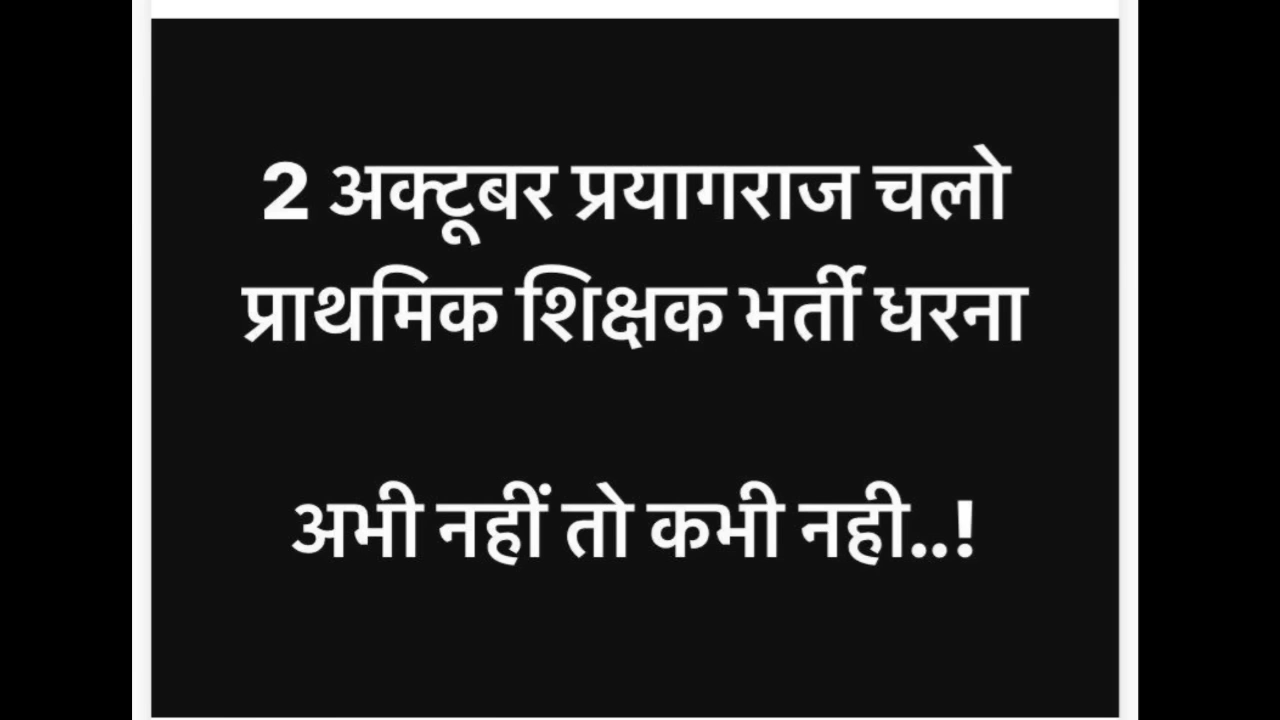 2 अक्टूबर प्रयागराज चलो
प्राथमिक शिक्षक भर्ती धरना
अभी नहीं तो कभी नही..!